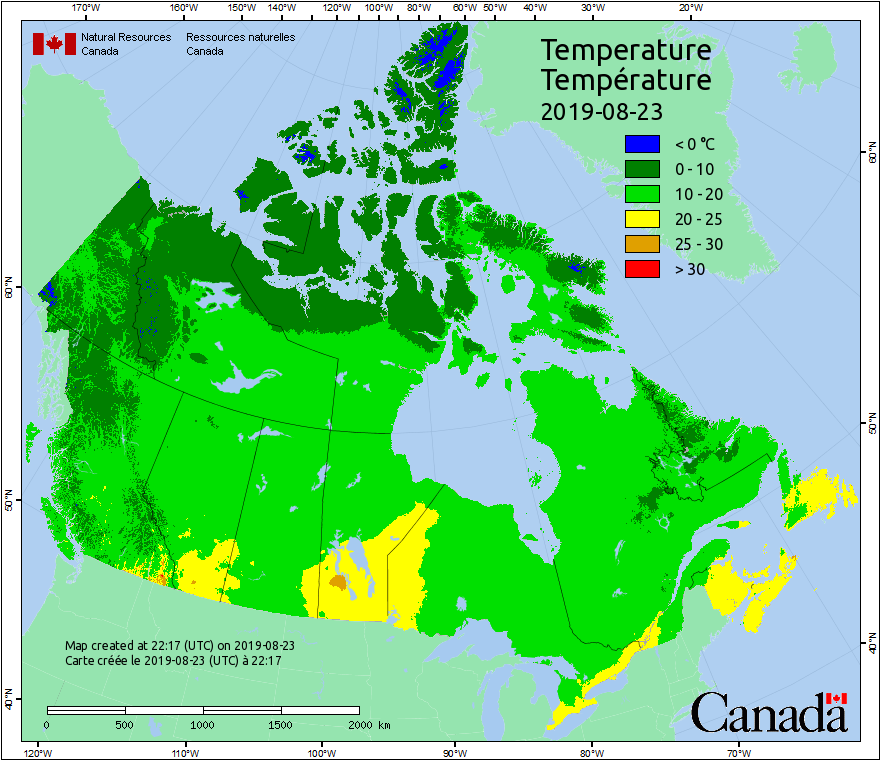 170°W 160°W 150°W 140°W 120°W 100°W 80°W 60°W 50°W 40°W 30°W 20°W
Natural Resources Ressources naturelles
Canada Canada
Temperature
Température
2019-08-23
< 0 °C
0 - 10
10 - 20
20 - 25
25 - 30
> 30
60°N 60°N
50°N 50°N
40°N 40°N
Map created at 22:17 (UTC) on 2019-08-23
Carte créée le 2019-08-23 (UTC) à 22:17
0 500 1000 1500 2000 km
Canada
120°W 110°W 100°W 90°W 80°W 70°W